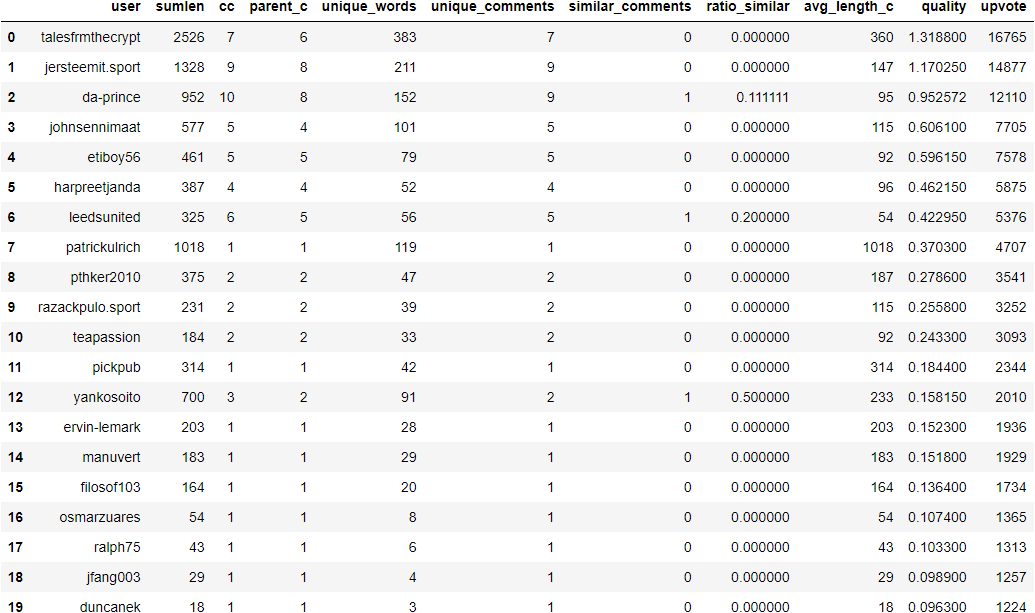 user sumlen cc parent_c unique_words unique_comments similar_comments ratio_similar avg_length_c quality upvote
0 talesfrmthecrypt 2526 7 6 383 7 0 0.000000 360 1.318800 16765
1 jersteemit.sport 1328 9 8 211 9 0 0.000000 147 1.170250 14877
2 da-prince 952 10 8 152 9 1 0.111111 95 0.952572 12110
3 johnsennimaat 577 5 4 101 5 0 0.000000 115 0.606100 7705
4 etiboy56 461 5 5 79 5 0 0.000000 92 0.596150 7578
5 harpreetjanda 387 4 4 52 4 0 0.000000 96 0.462150 5875
6 leedsunited 325 6 5 56 5 1 0.200000 54 0.422950 5376
7 patrickulrich 1018 1 1 119 1 0 0.000000 1018 0.370300 4707
8 pthker2010 375 2 2 47 2 0 0.000000 187 0.278600 3541
9 razackpulo.sport 231 2 2 39 2 0 0.000000 115 0.255800 3252
10 teapassion 184 2 2 33 2 0 0.000000 92 0.243300 3093
11 pickpub 314 1 1 42 1 0 0.000000 314 0.184400 2344
12 yankosoito 700 3 2 91 2 1 0.500000 233 0.158150 2010
13 ervin-lemark 203 1 1 28 1 0 0.000000 203 0.152300 1936
14 manuvert 183 1 1 29 1 0 0.000000 183 0.151800 1929
15 filosof103 164 1 1 20 1 0 0.000000 164 0.136400 1734
16 osmarzuares 54 1 1 8 1 0 0.000000 54 0.107400 1365
17 ralph75 43 1 1 6 1 0 0.000000 43 0.103300 1313
18 jfang003 29 1 1 4 1 0 0.000000 29 0.098900 1257
19 duncanek 18 1 1 3 1 0 0.000000 18 0.096300 1224